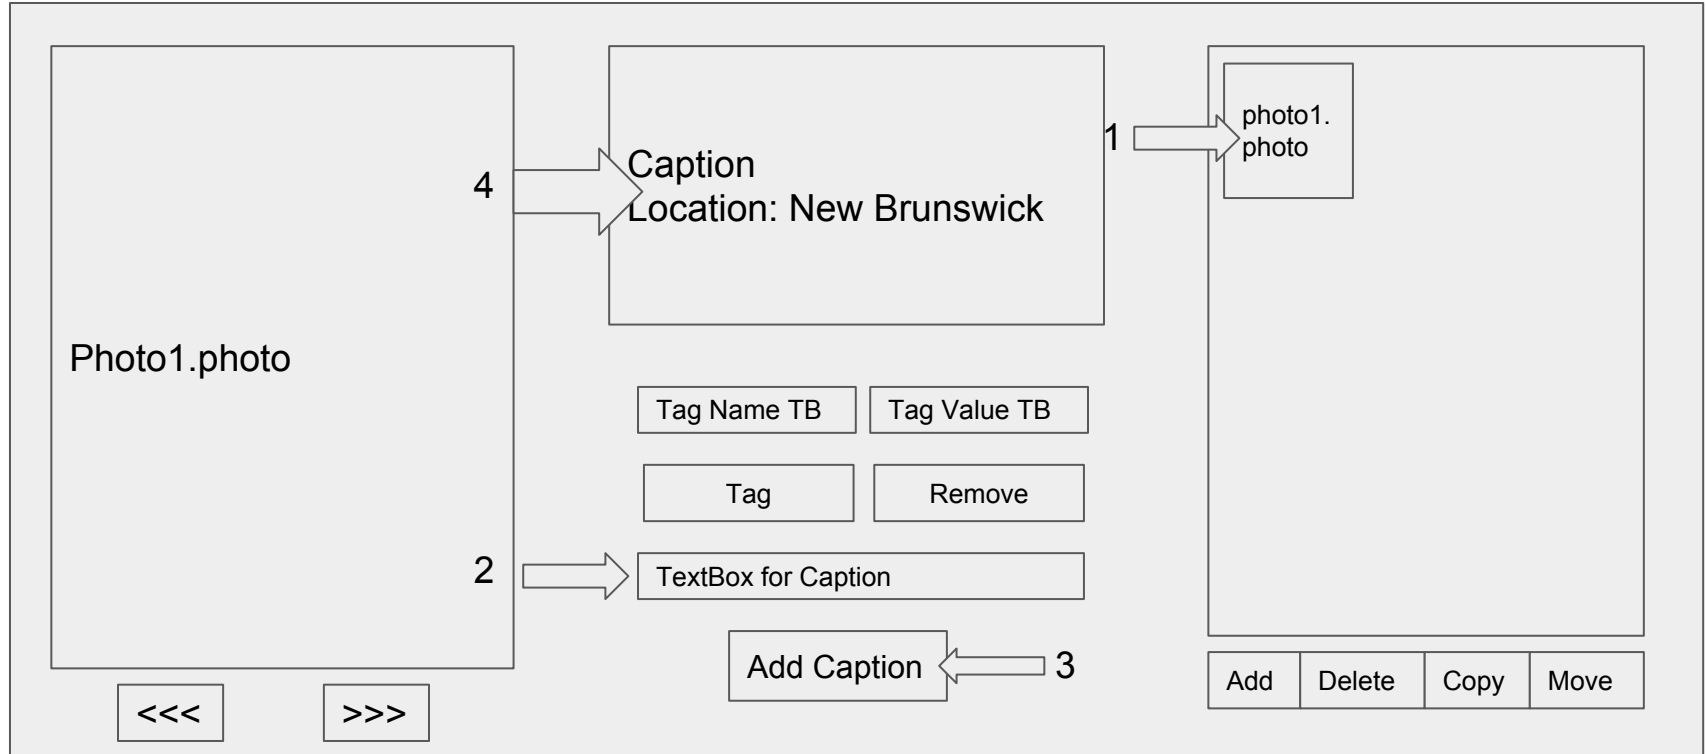 1
photo1.
photo
4
Caption
Location: New Brunswick
Photo1.photo
Tag Name TB
Tag Value TB
Tag
Remove
2
TextBox for Caption
Add Caption
3
Add
Delete
Copy
Move
<<<
>>>